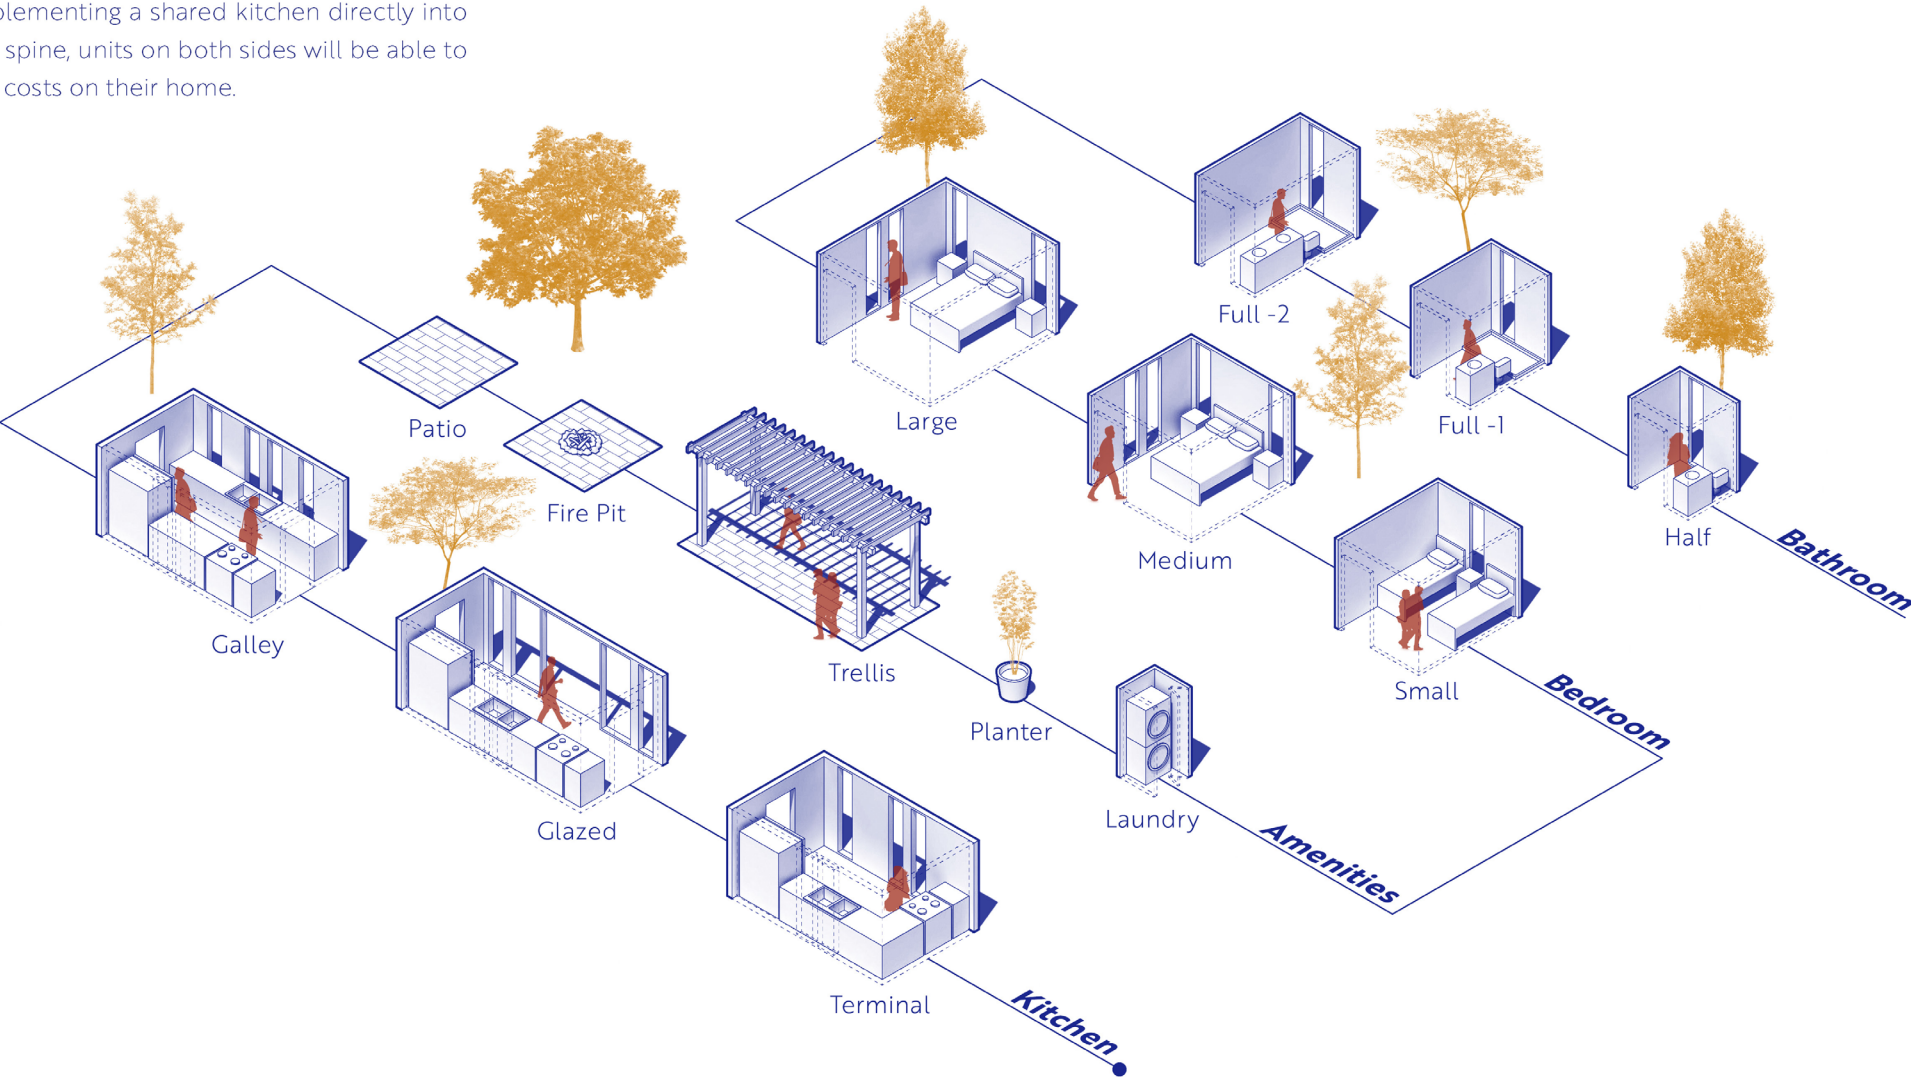 a shared kitchen directly into
spine, units on both sides will be able to
costs on their home.
Full -2
Large
Full -1
Patio
Fire Pit
Half
Medium
Bathroom
Galley
Trellis
Small
Bedroom
Planter
Laundry
Glazed
Amenities
Terminal
Kitchen